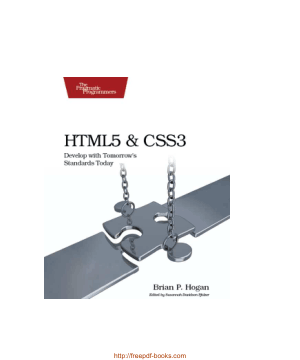 The
Pragmatic
Programmers
HTML5 & CSS3
Develop with Tomorrow's
Standards Today
Brian P. Hogan
Edited by Susannah Davidson Pfalzer
http://freepdf-books.com